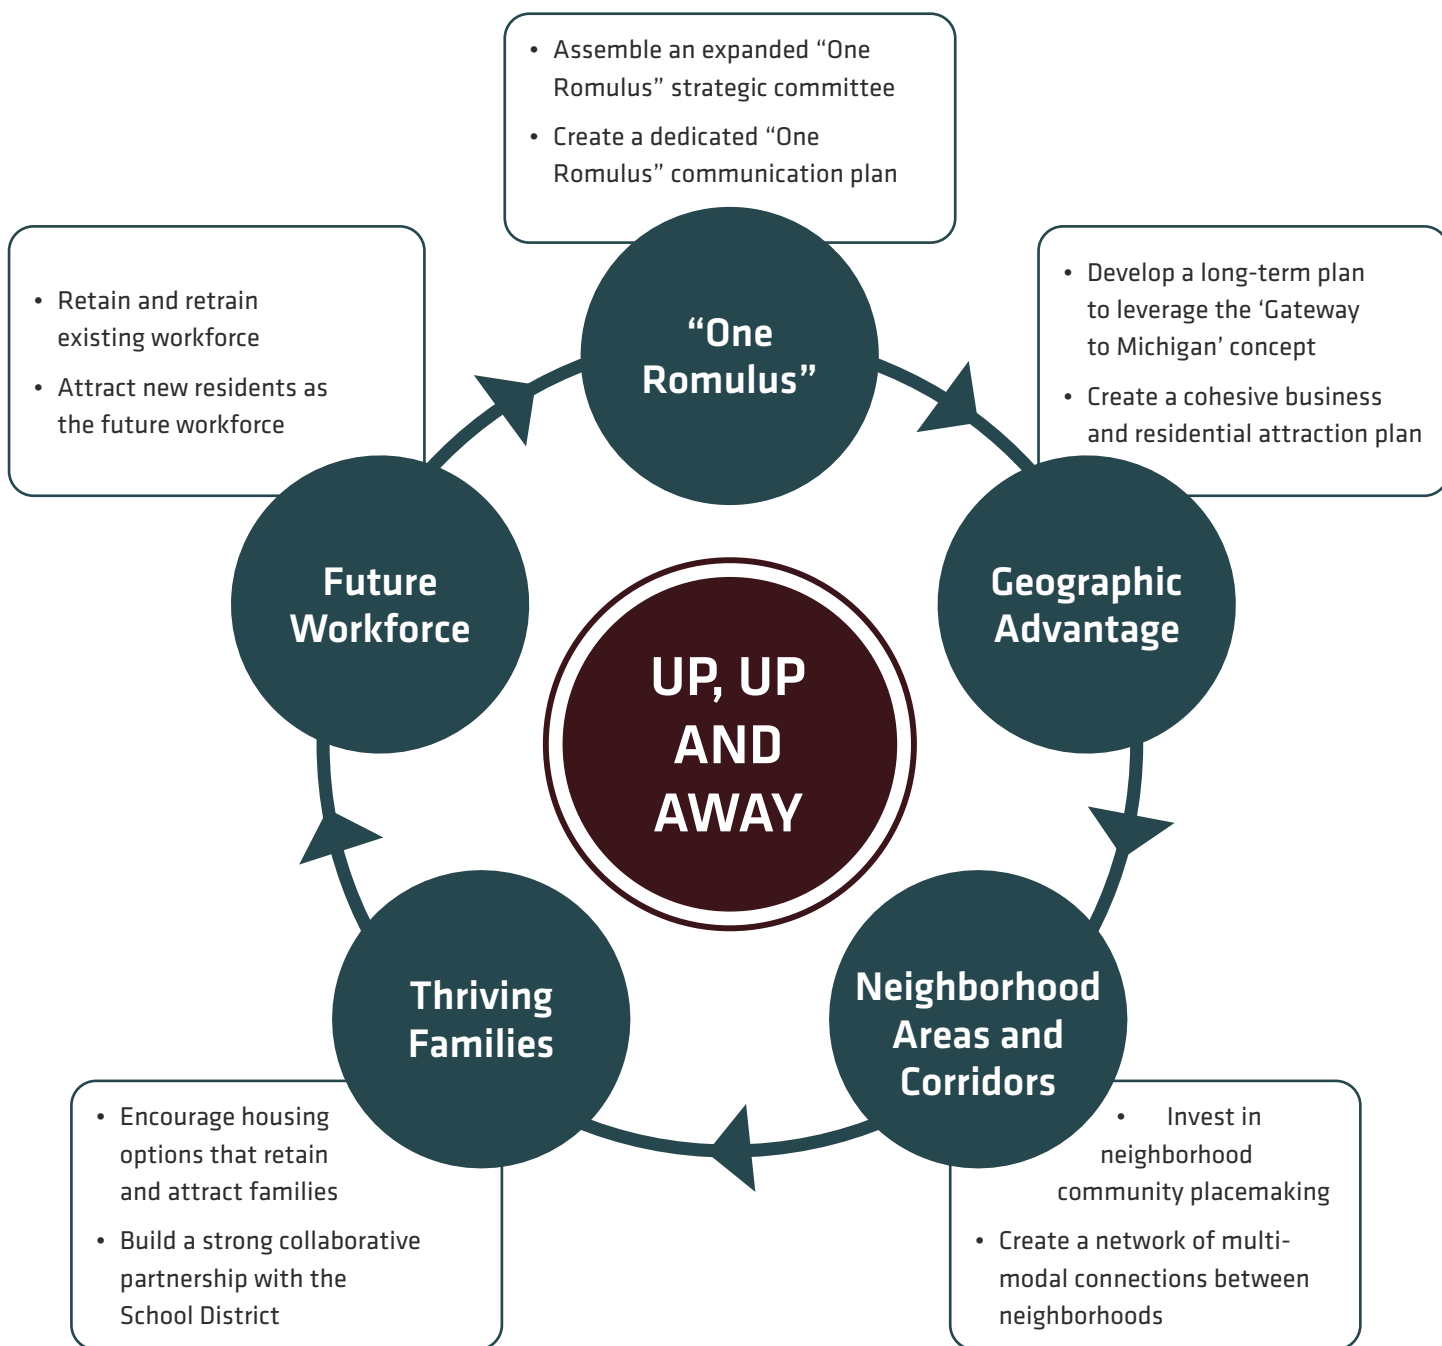 • Assemble an expanded “One
Romulus” strategic committee
• Create a dedicated “One
Romulus” communication plan
“One
Romulus”
• Develop a long-term plan
to leverage the ‘Gateway
to Michigan’ concept
• Create a cohesive business
and residential attraction plan
Geographic
Advantage
Neighborhood
Areas and
Corridors
• Invest in
neighborhood
community placemaking
• Create a network of multi-
modal connections between
neighborhoods
Thriving
Families
• Encourage housing
options that retain
and attract families
• Build a strong collaborative
partnership with the
School District
• Retain and retrain
existing workforce
• Attract new residents as
the future workforce
Future
Workforce
UP, UP
AND
AWAY